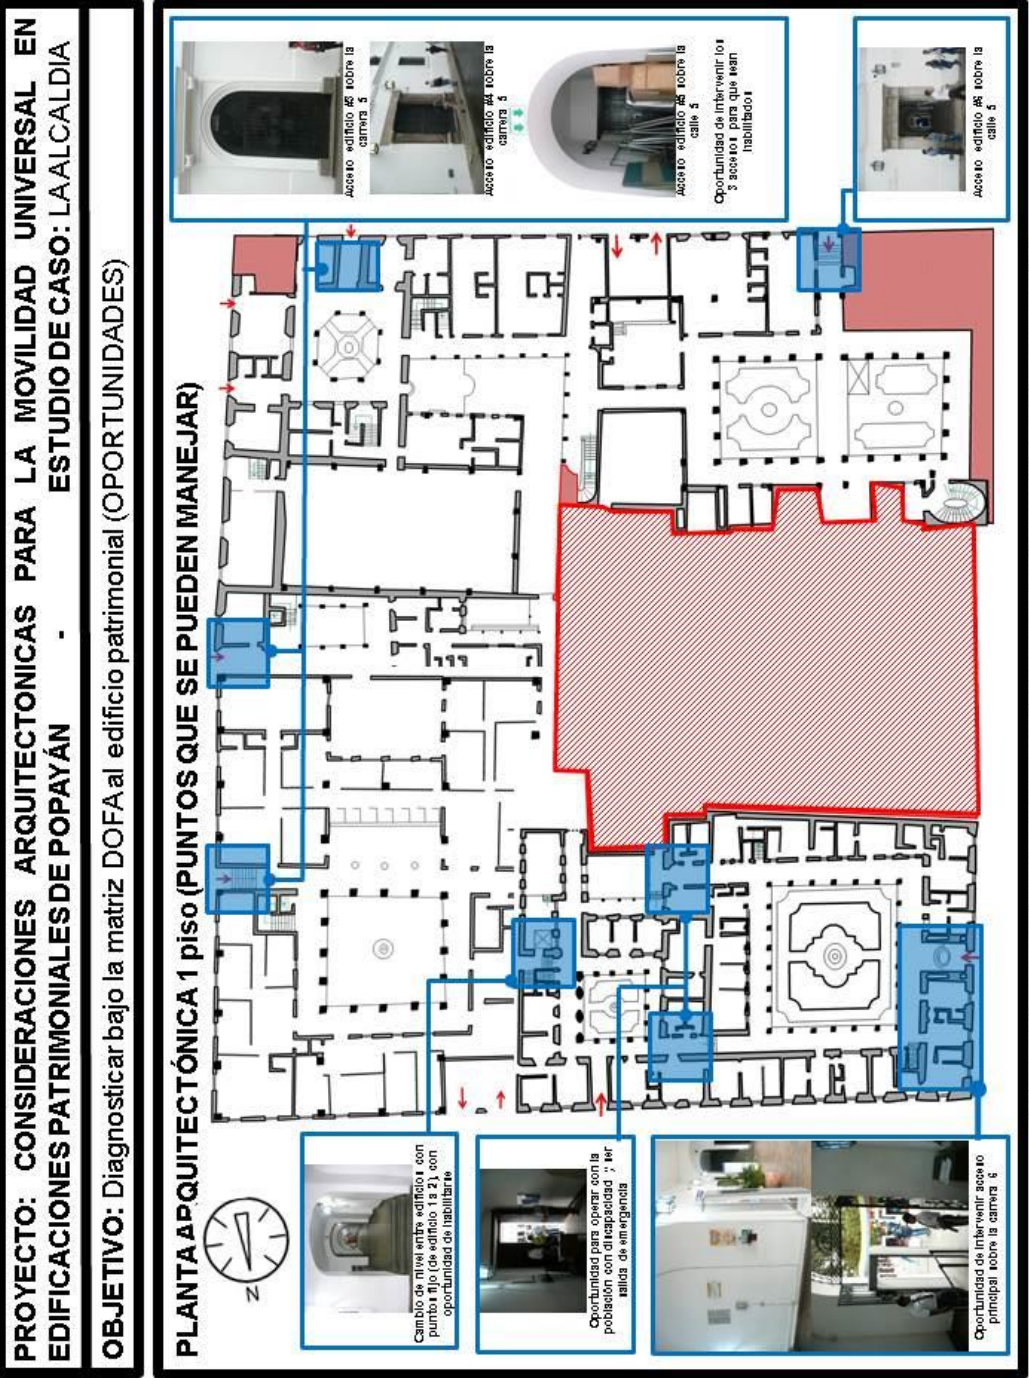 PROYECTO: CONSIDERACIONES ARQUITECTONICAS PARA LA MOVILIDAD UNIVERSAL EN
EDIFICACIONES PATRIMONIALES DE POPAYÁN - ESTUDIO DE CASO: LA ALCALDIA
OBJETIVO: Diagnosticar bajo la matriz DOFA al edificio patrimonial (OPORTUNIDADES)
PLANTA ARQUITECTÓNICA 1 piso (PUNTOS QUE SE PUEDEN MANEJAR)
N
Cambio de nivel entre edificios con
puntos fijo (de edificio 1 a 2), con
oportunidad de habilitarse
Oportunidad para operar con la
población con discapacidad y ser
salida de emergencia
Oportunidad de intervenir acceso
principal sobre la carrera 6
Acceso edificio #3 sobre la
carrera 5
Acceso edificio #4 sobre la
carrera 5
Acceso edificio #5 sobre la
calle 5
Oportunidad de intervenir los
3 accesos para que sean
habilitados
Acceso edificio #6 sobre la
calle 5